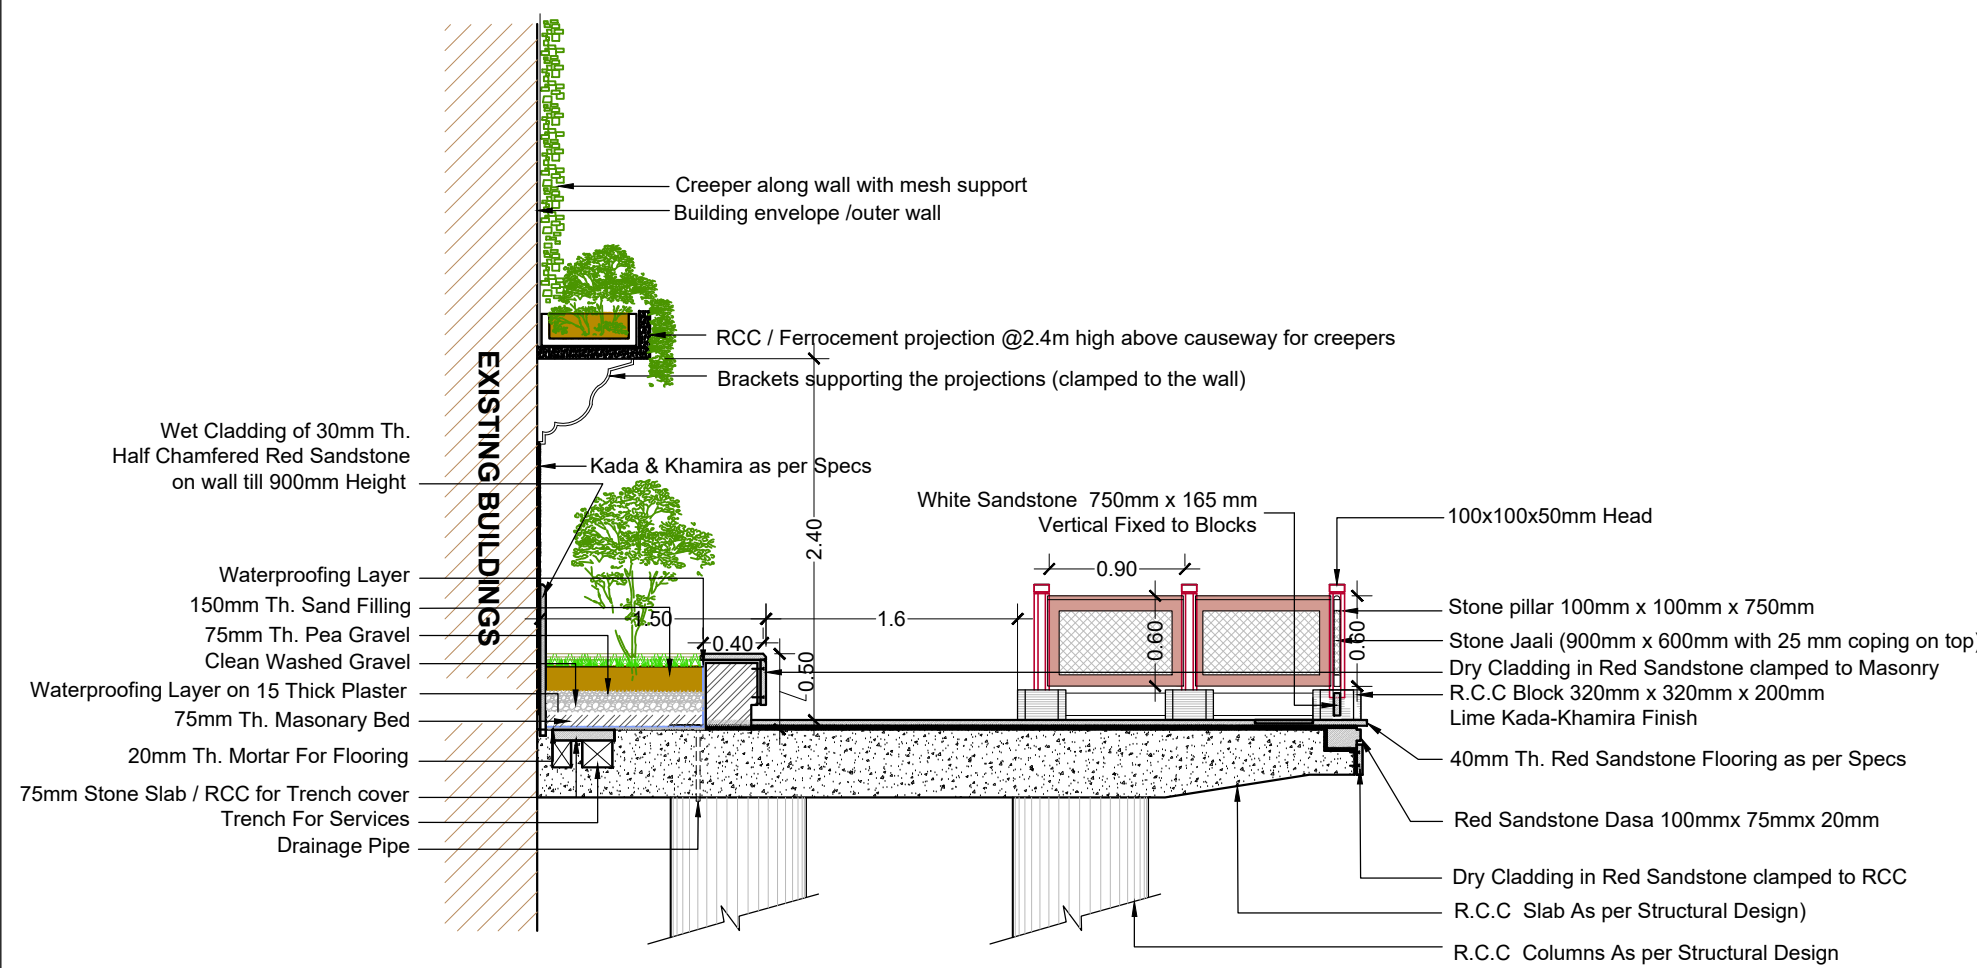 Creeper along wall with mesh support
Building envelope /outer wall
RCC / Ferrocement projection @2.4m high above causeway for creepers
Brackets supporting the projections (clamped to the wall)
EXISTING BUILDINGS
Wet Cladding of 30mm Th.
Half Chamfered Red Sandstone
on wall till 900mm Height
Kada & Khamira as per Specs
2.40
White Sandstone 750mm x 165 mm
Vertical Fixed to Blocks
100x100x50mm Head
0.90
Waterproofing Layer
150mm Th. Sand Filling
75mm Th. Pea Gravel
Clean Washed Gravel
Waterproofing Layer on 15 Thick Plaster
75mm Th. Masonary Bed
20mm Th. Mortar For Flooring
75mm Stone Slab / RCC for Trench cover
Trench For Services
Drainage Pipe
1.50
1.6
0.40
0.50
0.60
0.60
Stone pillar 100mm x 100mm x 750mm
Stone Jaali (900mm x 600mm with 25 mm coping on top)
Dry Cladding in Red Sandstone clamped to Masonry
R.C.C Block 320mm x 320mm x 200mm
Lime Kada-Khamira Finish
40mm Th. Red Sandstone Flooring as per Specs
Red Sandstone Dasa 100mmx 75mmx 20mm
Dry Cladding in Red Sandstone clamped to RCC
R.C.C Slab As per Structural Design)
R.C.C Columns As per Structural Design